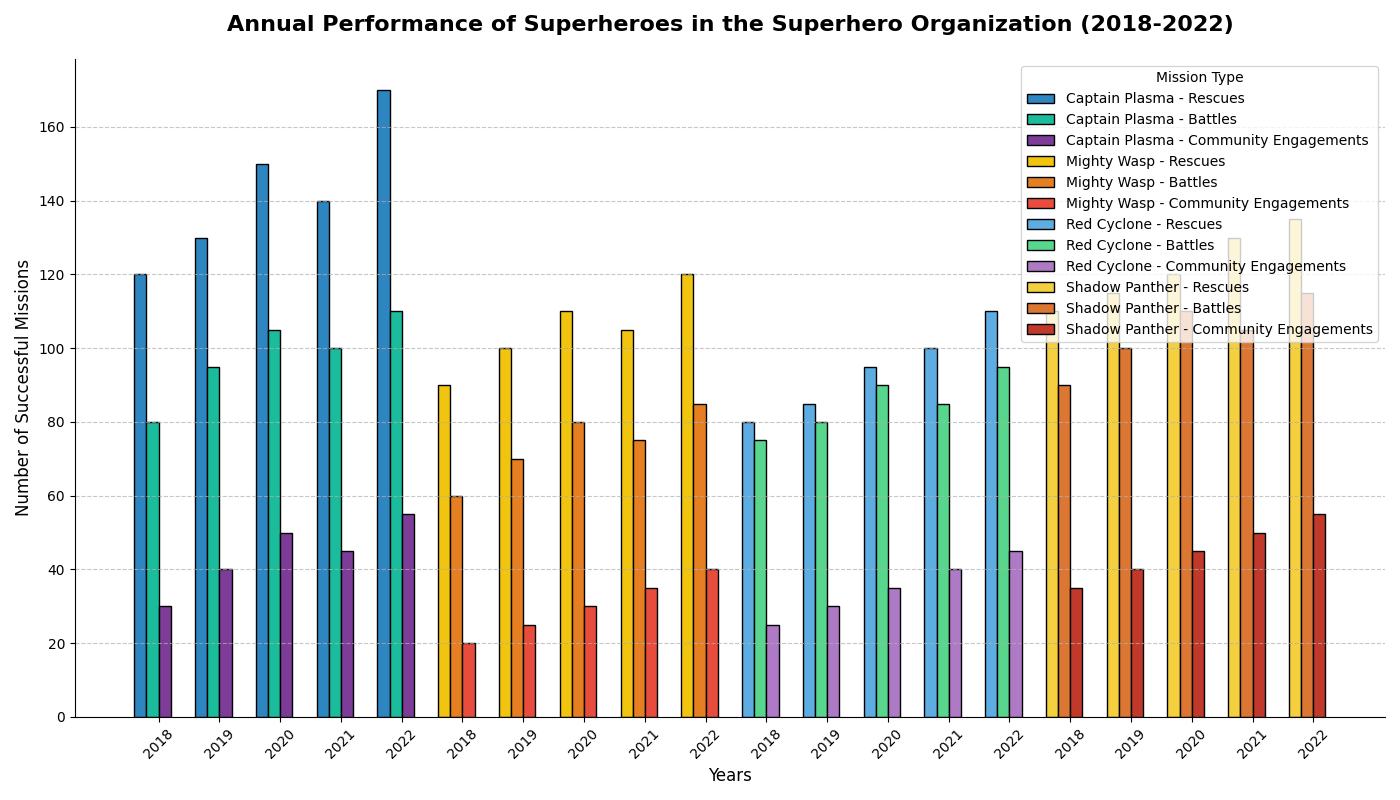 Annual Performance of Superheroes in the Superhero Organization (2018-2022)
Number of Successful Missions
160
140
120
100
80
60
40
20
0
Mission Type
Captain Plasma - Rescues
Captain Plasma - Battles
Captain Plasma - Community Engagements
Mighty Wasp - Rescues
Mighty Wasp - Battles
Mighty Wasp - Community Engagements
Red Cyclone - Rescues
Red Cyclone - Battles
Red Cyclone - Community Engagements
Shadow Panther - Rescues
Shadow Panther - Battles
Shadow Panther - Community Engagements
2018 2019 2020 2021 2022 2018 2019 2020 2021 2022 2018 2019 2020 2021 2022 2018 2019 2020 2021 2022
Years